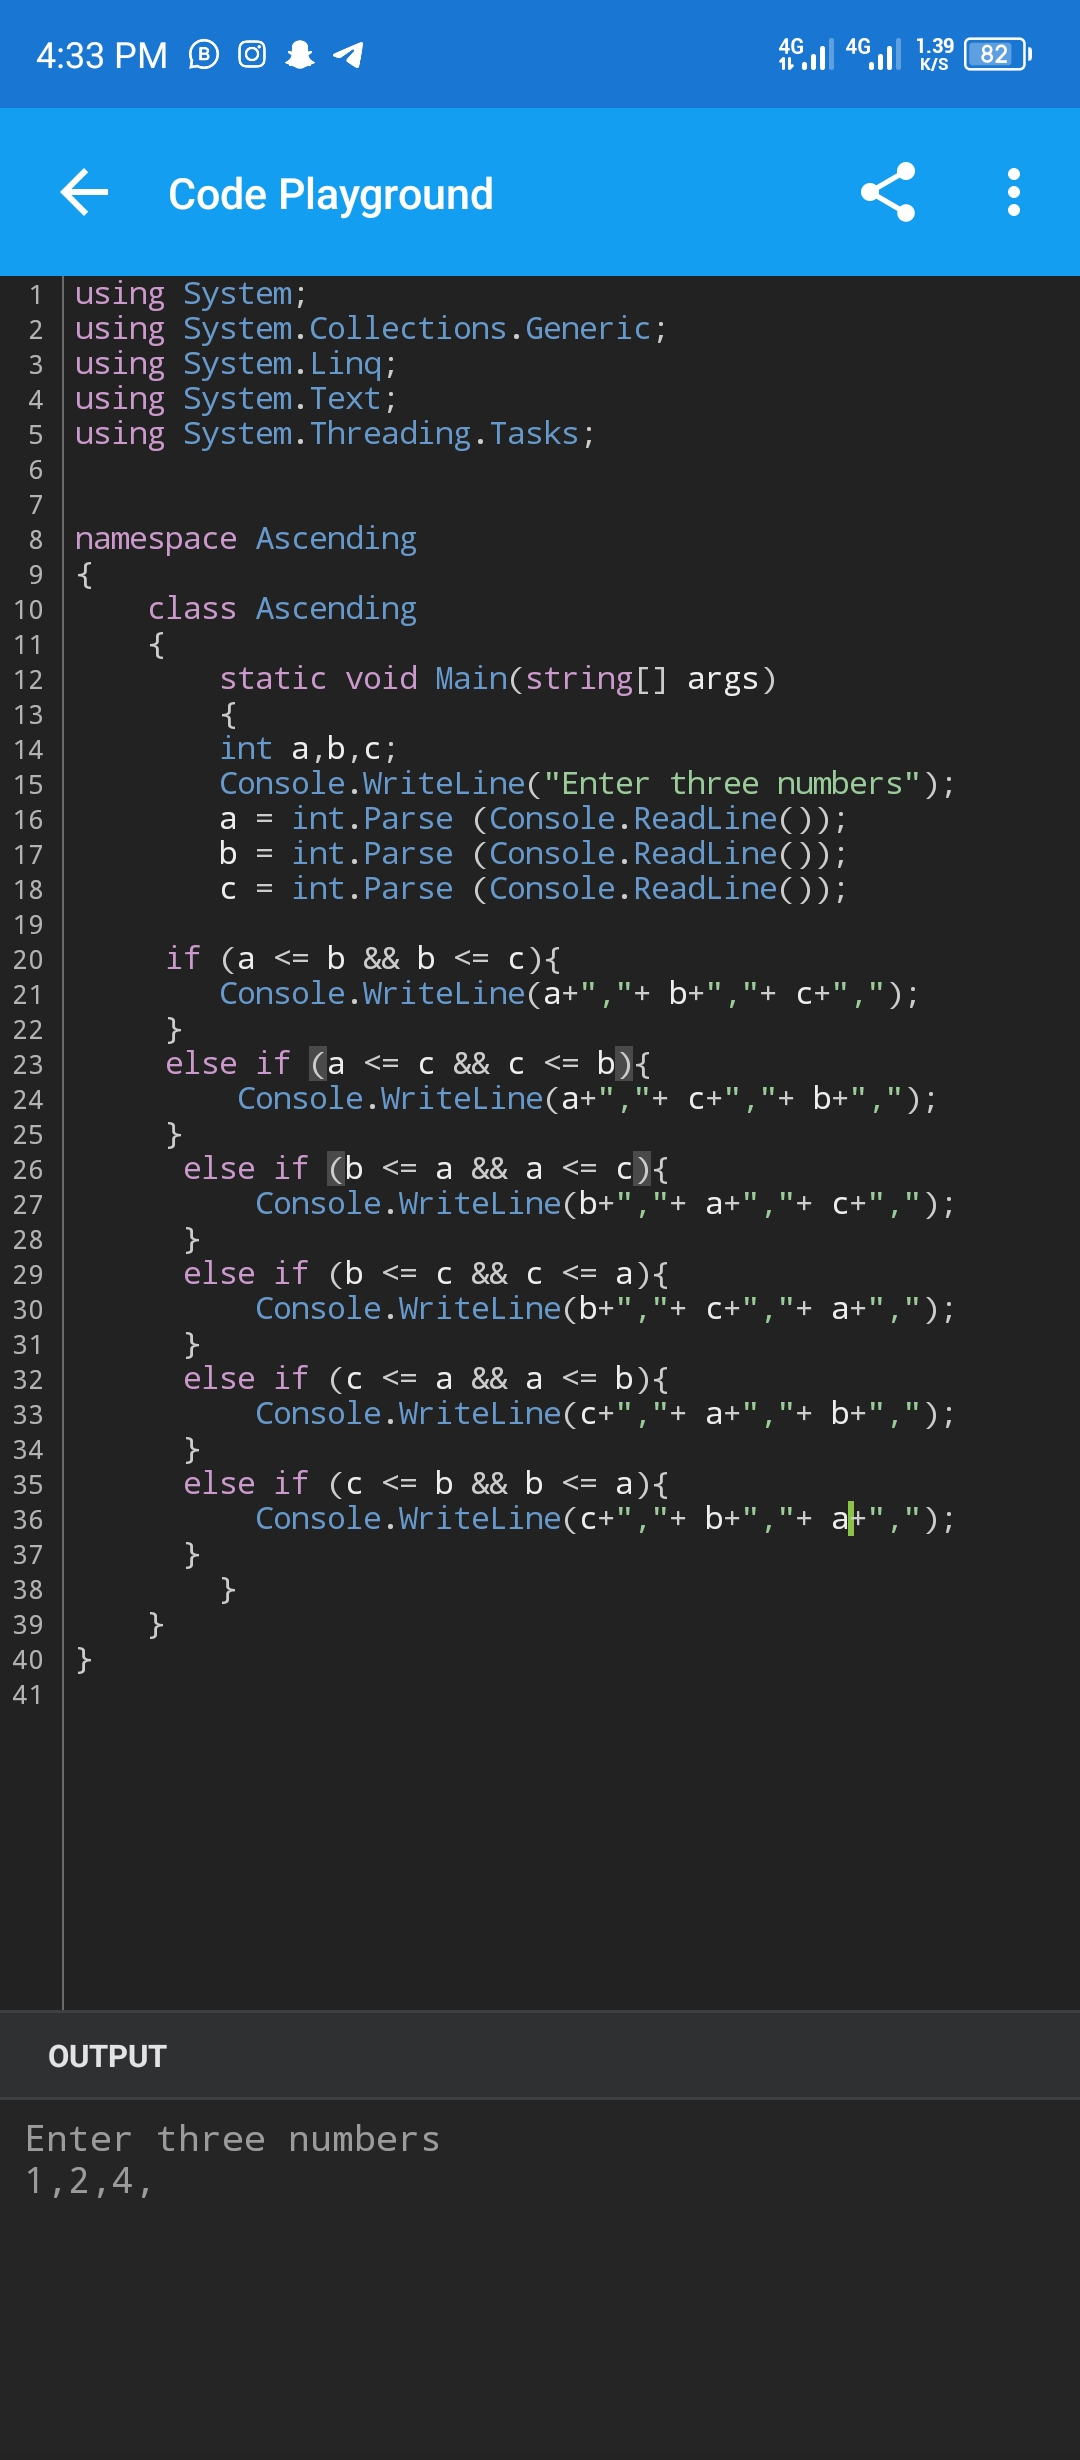 4:33 PM B 4G 4G 1.39 K/S 82
Code Playground
1 using System;
2 using System.Collections.Generic;
3 using System.Linq;
4 using System.Text;
5 using System.Threading.Tasks;
6
7
8 namespace Ascending
9 {
10     class Ascending
11     {
12         static void Main(string[] args)
13         {
14         int a,b,c;
15         Console.WriteLine("Enter three numbers");
16         a = int.Parse (Console.ReadLine());
17         b = int.Parse (Console.ReadLine());
18         c = int.Parse (Console.ReadLine());
19
20      if (a <= b && b <= c){
21         Console.WriteLine(a+","+ b+","+ c+",");
22      }
23      else if (a <= c && c <= b){
24          Console.WriteLine(a+","+ c+","+ b+",");
25      }
26       else if (b <= a && a <= c){
27           Console.WriteLine(b+","+ a+","+ c+",");
28       }
29       else if (b <= c && c <= a){
30           Console.WriteLine(b+","+ c+","+ a+",");
31       }
32       else if (c <= a && a <= b){
33           Console.WriteLine(c+","+ a+","+ b+",");
34       }
35       else if (c <= b && b <= a){
36           Console.WriteLine(c+","+ b+","+ a+",");
37       }
38         }
39     }
40 }
41
OUTPUT
Enter three numbers
1,2,4,